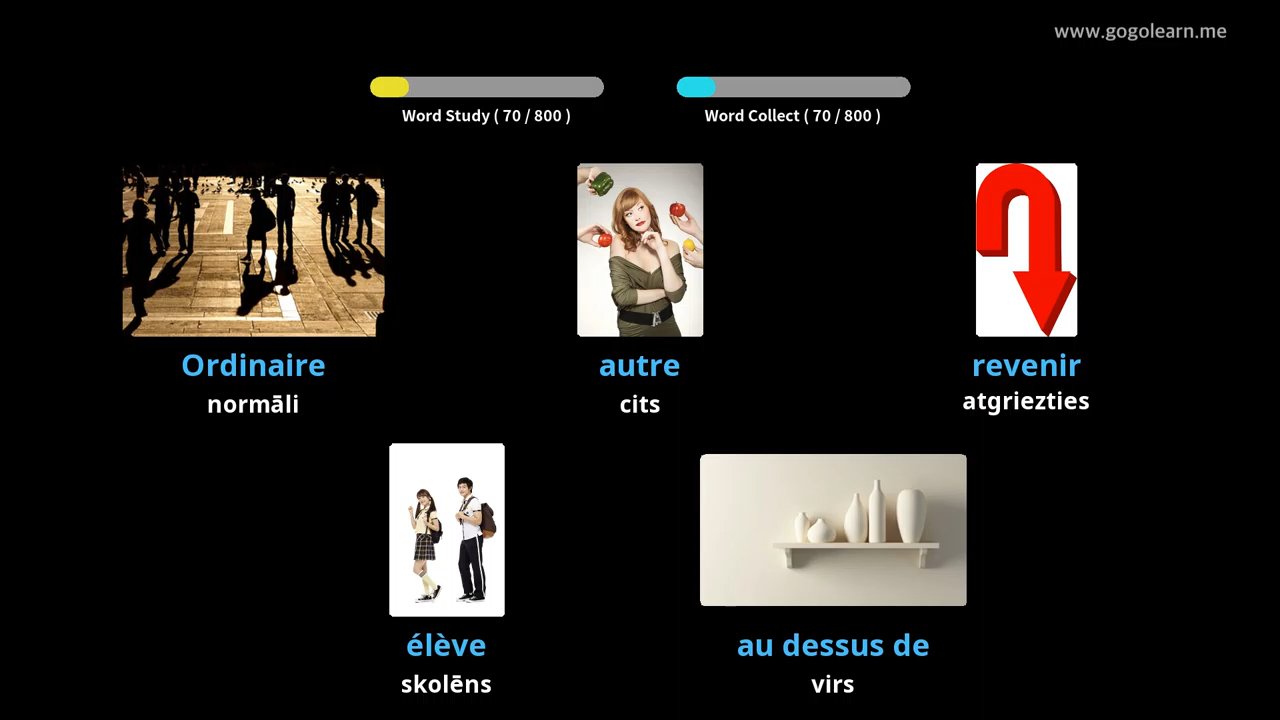 www.gogolearn.me
Word Study ( 70 / 800 )
Word Collect ( 70 / 800 )
Ordinaire
normāli
autre
cits
revenir
atgriezties
élève
skolēns
au dessus de
virs